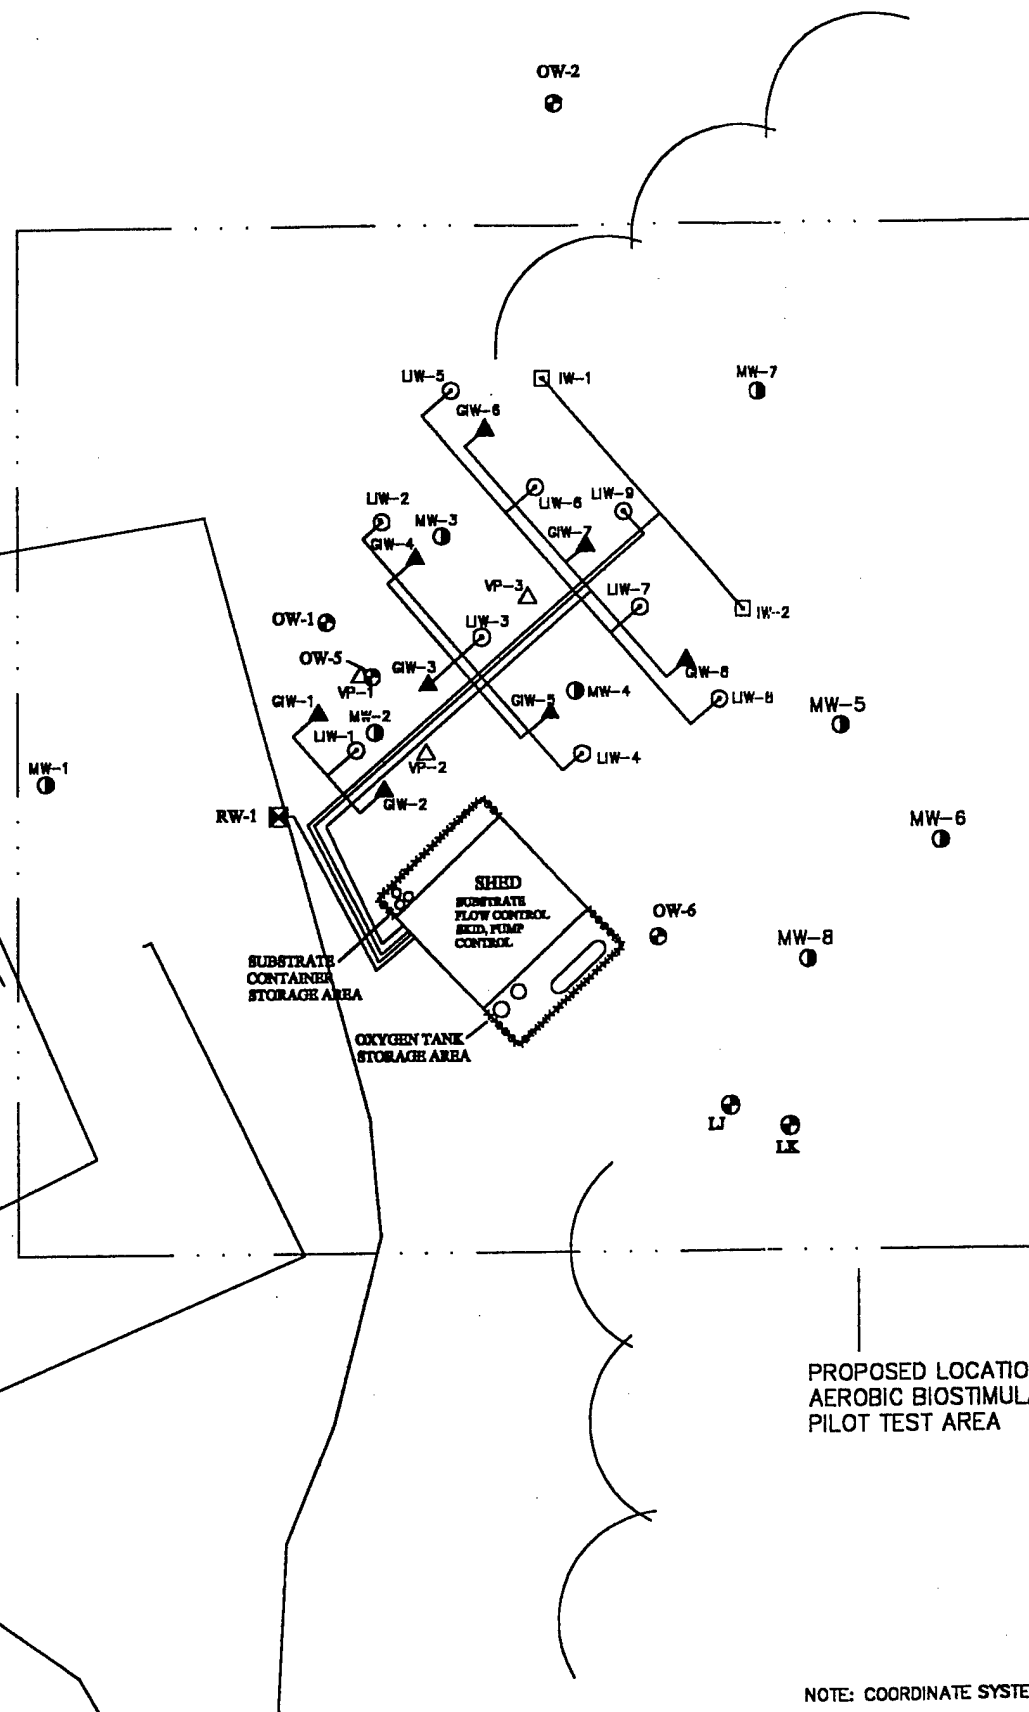 OW-2
LIW-5
IW-1
MW-7
GIW-6
LIW-6
LIW-9
LIW-2
MW-3
GIW-7
GIW-4
VP-3
LIW-7
IW-2
OW-1
LIW-3
OW-5
GIW-3
GIW-8
VP-1
MW-4
LIW-8
GIW-1
GIW-5
MW-5
MW-2
LIW-1
VP-2
LIW-4
MW-1
GIW-2
RW-1
MW-6
SHED
SUBSTRATE
FLOW CONTROL
SKID, PUMP
CONTROL
OW-6
MW-8
SUBSTRATE
CONTAINER
STORAGE AREA
OXYGEN TANK
STORAGE AREA
LJ
LK
PROPOSED LOCATIO
AEROBIC BIOSTIMUL
PILOT TEST AREA
NOTE: COORDINATE SYSTE